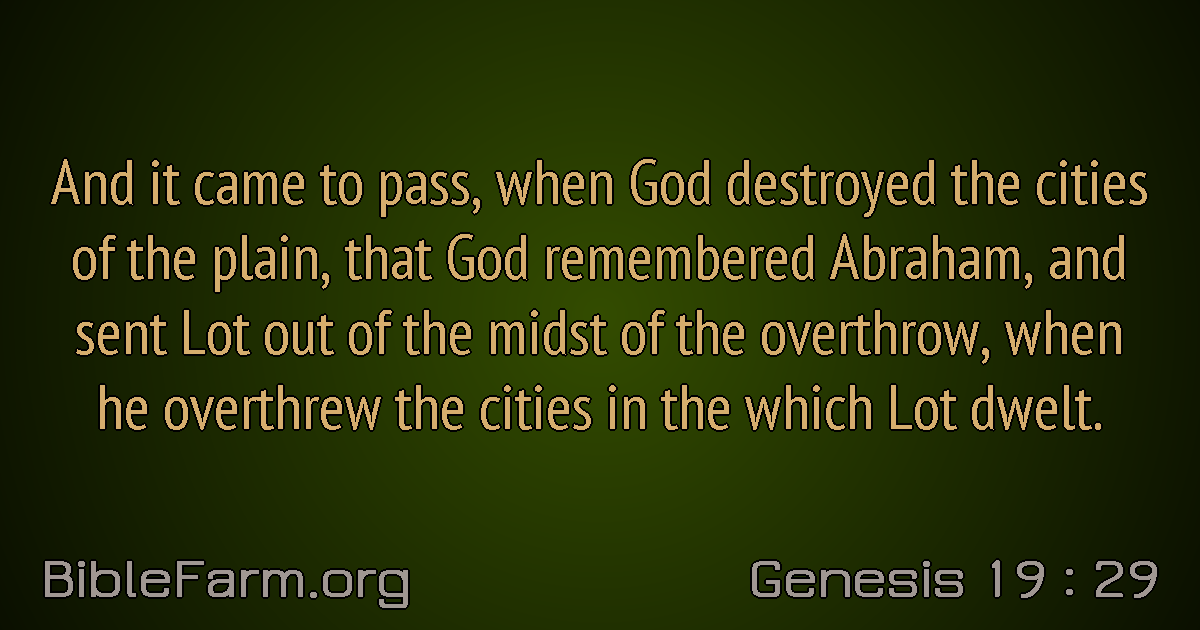 And it came to pass, when God destroyed the cities
of the plain, that God remembered Abraham, and
sent Lot out of the midst of the overthrow, when
he overthrew the cities in the which Lot dwelt.
BibleFarm.org
Genesis 19 : 29